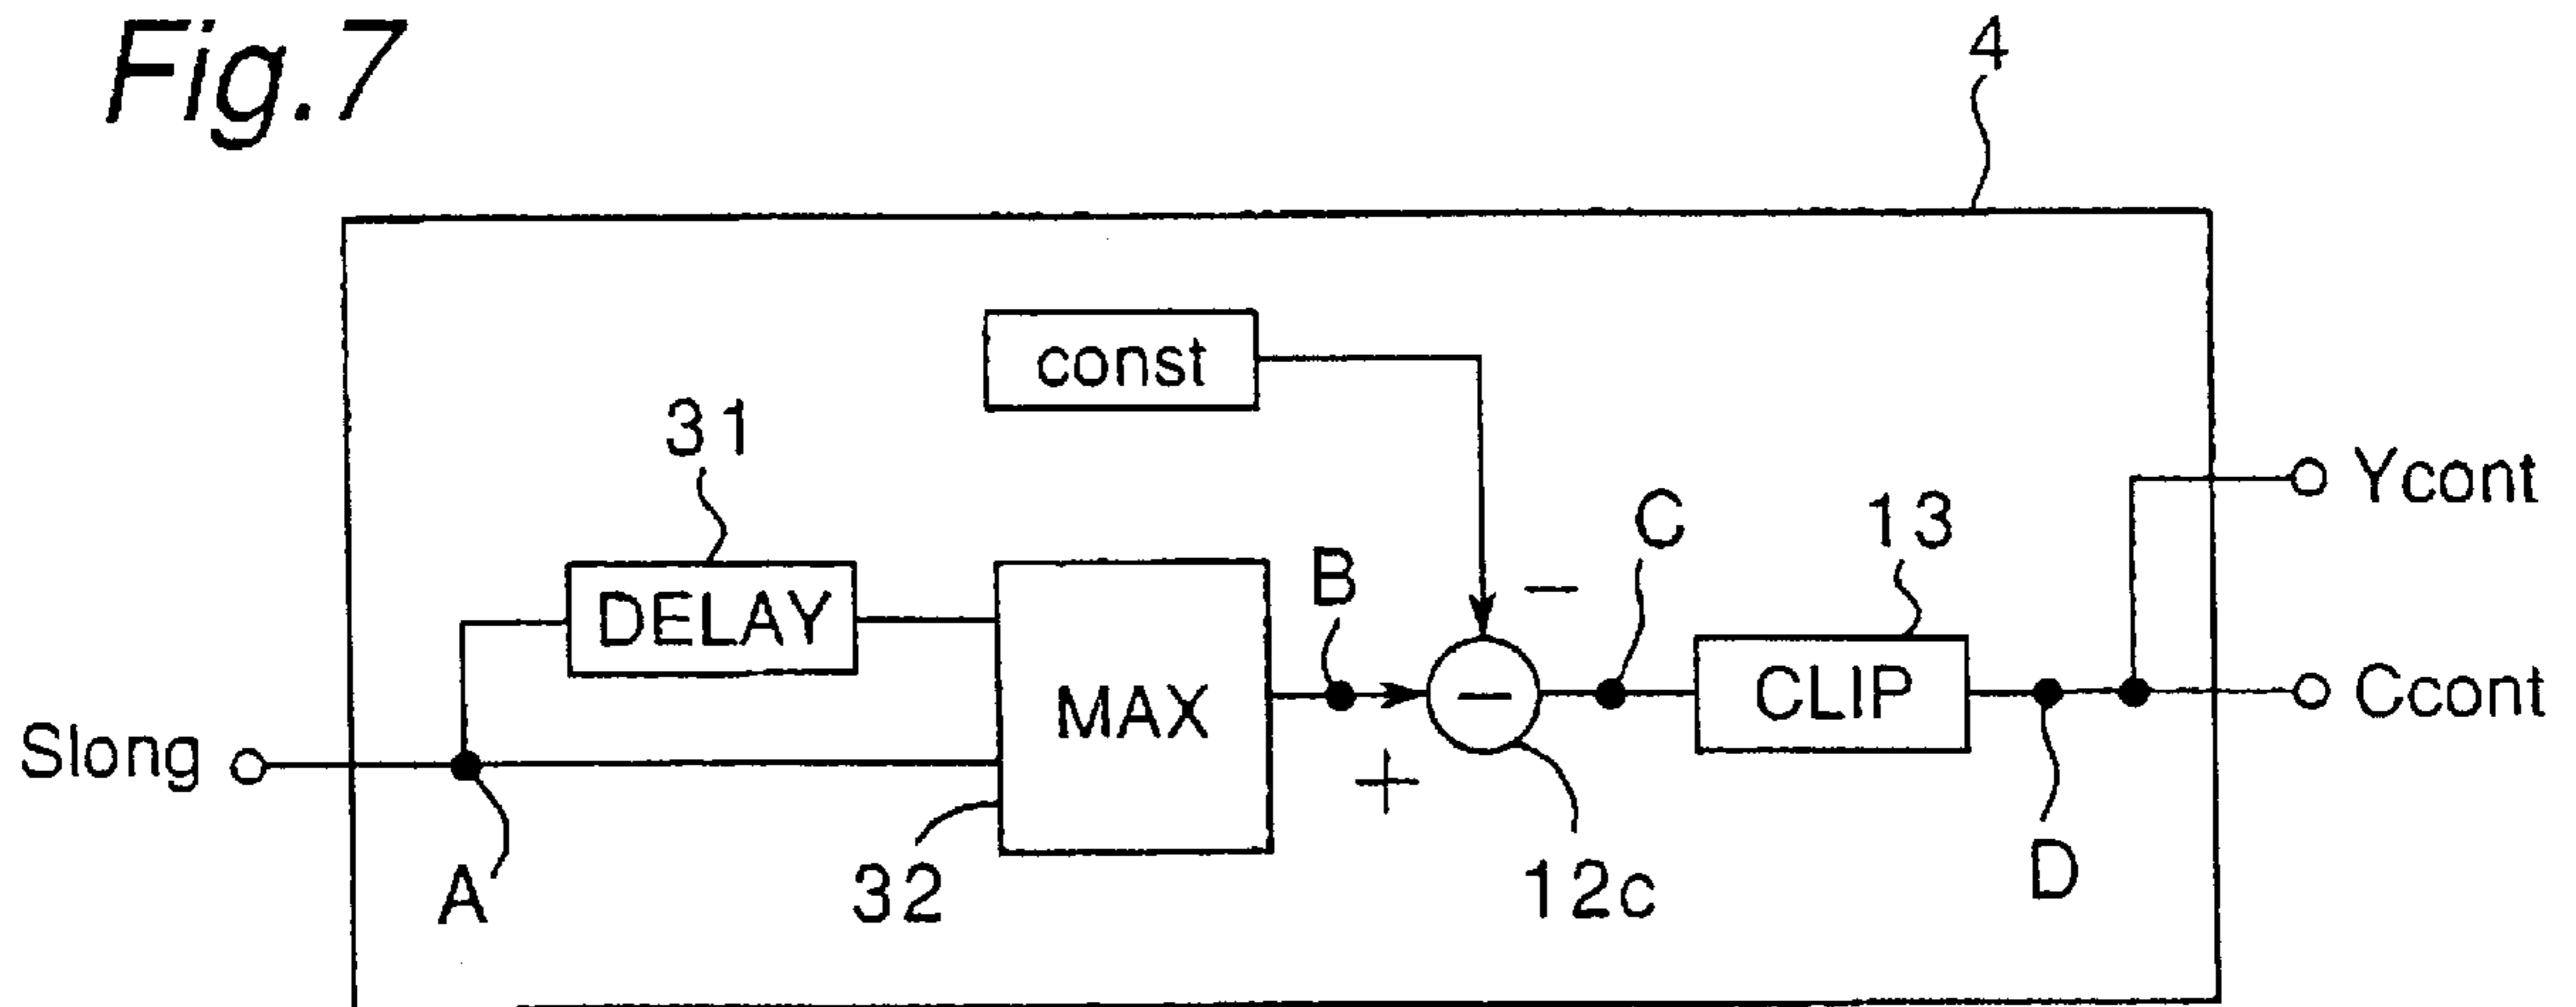 Fig.7
4
const
31
DELAY
MAX
B
−
C
13
CLIP
Ycont
Ccont
Slong
−
+
A
32
12c
D